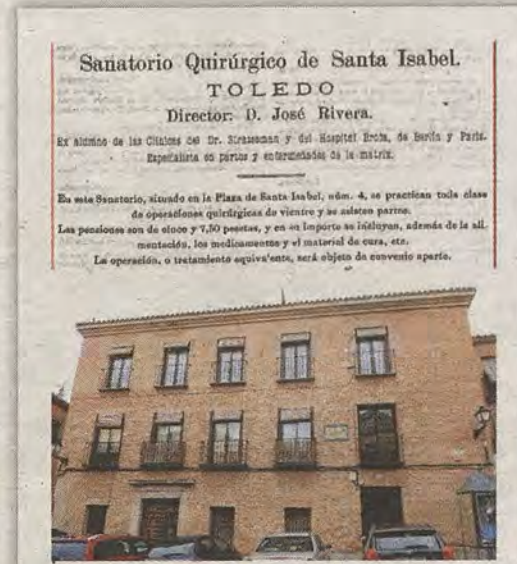 Sanatorio Quirúrgico de Santa Isabel.
TOLEDO
Director: D. José Rivera.
Ex alumno de las Clínicas del Dr. Strassman y del Hospital Broca, de Berlín y París.
Especialista en partos y enfermedades de la matriz.
En este Sanatorio, situado en la Plaza de Santa Isabel, núm. 4, se practican toda clase
de operaciones quirúrgicas de vientre y se asisten partos.
Las pensiones son de cinco y 7,50 pesetas, y en su importe se incluyen, además de la ali
mentación, los medicamentos y el material de cura, etc.
La operación, o tratamiento equivalente, será objeto de convenio aparte.